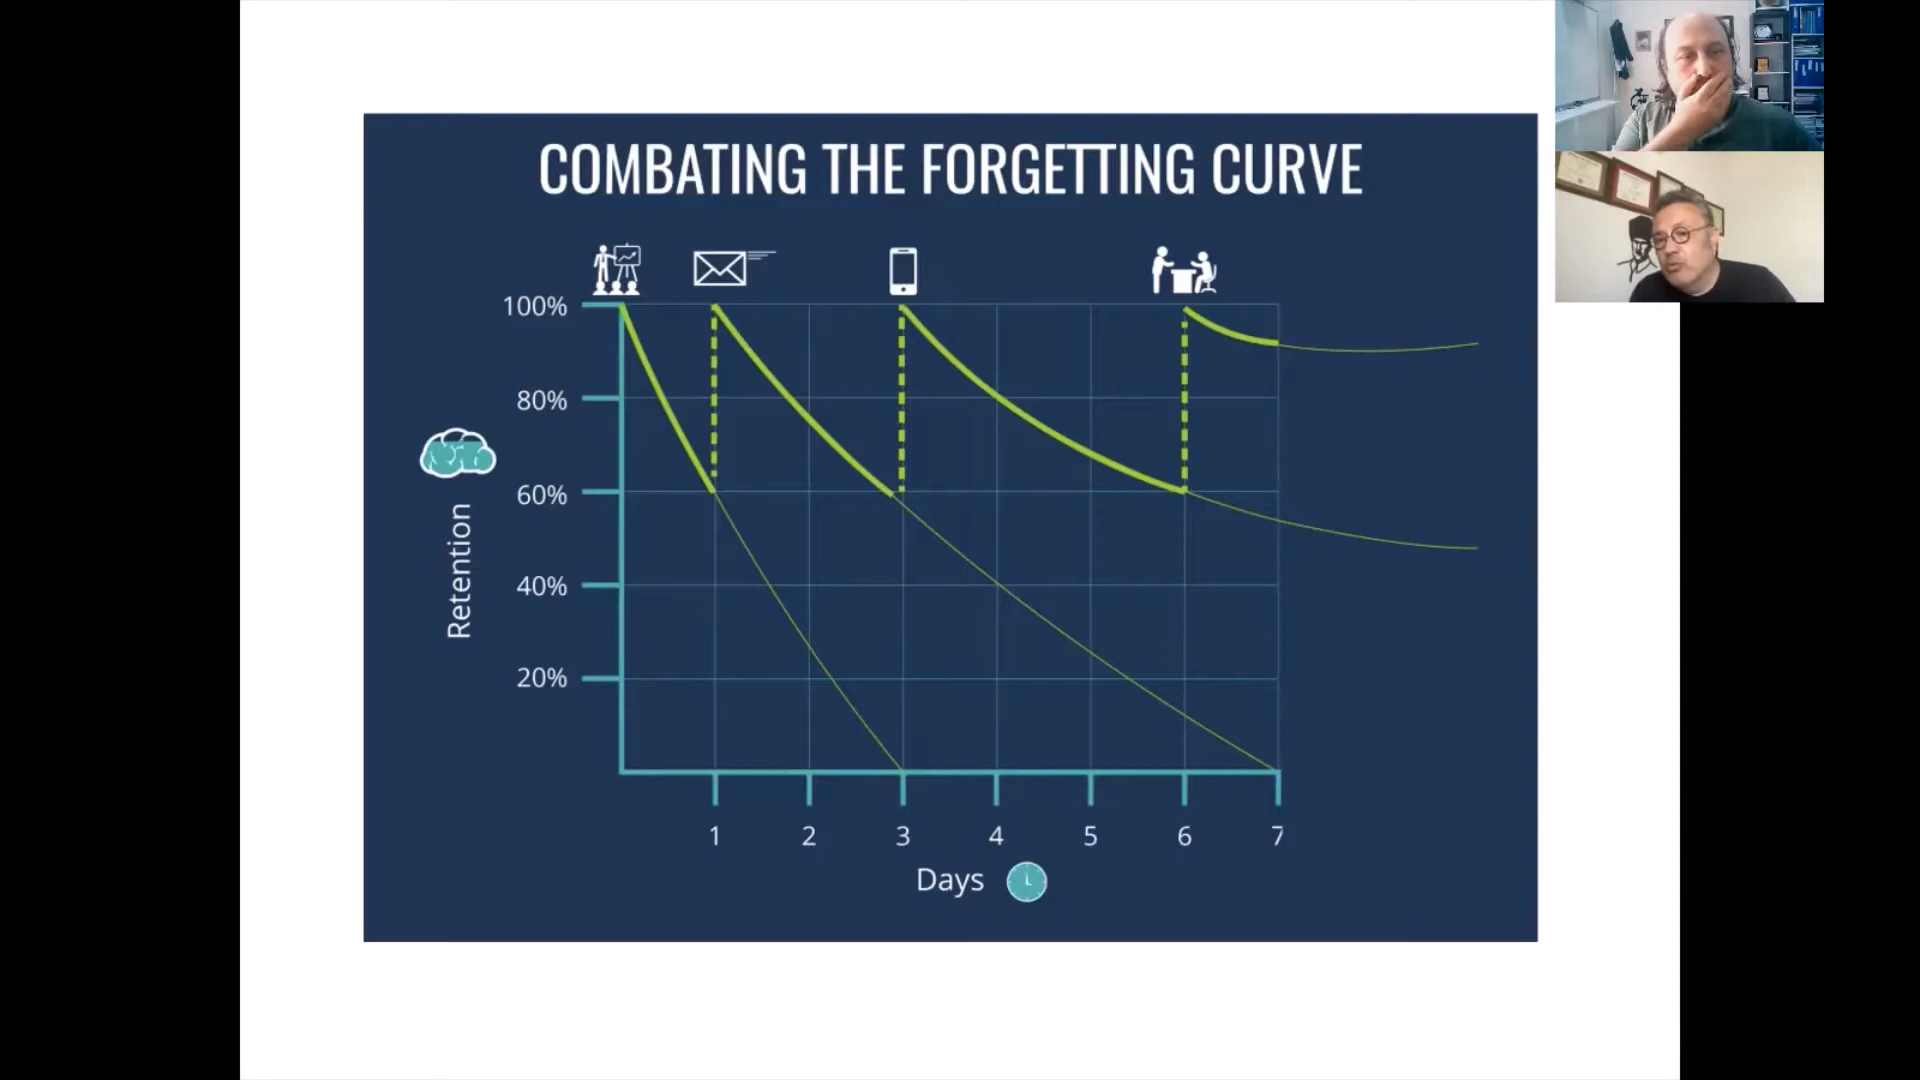 COMBATING THE FORGETTING CURVE
100%
80%
60%
40%
20%
Retention
1 2 3 4 5 6 7
Days